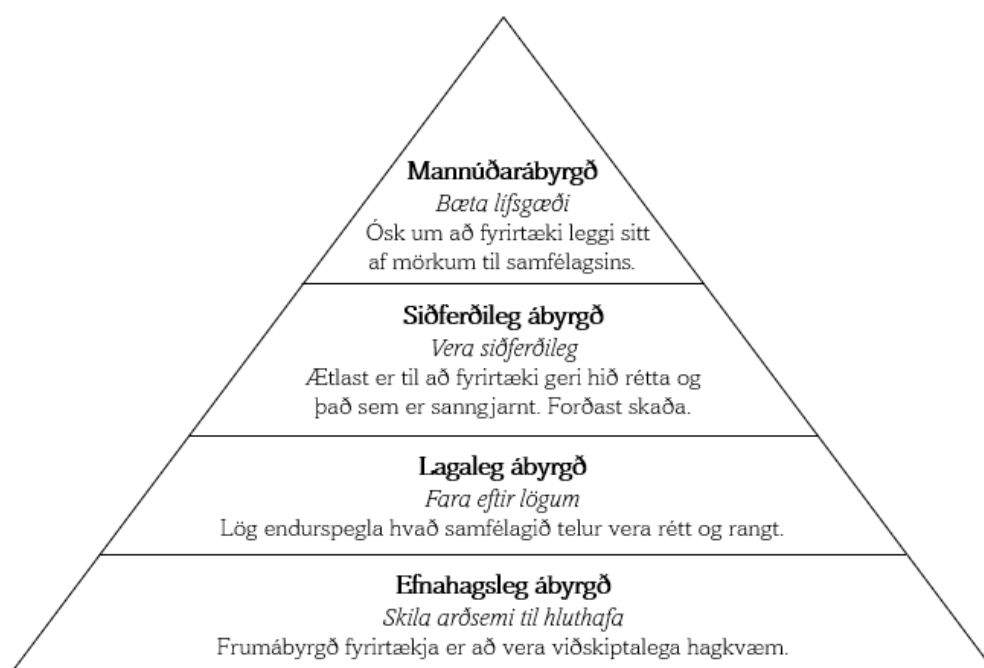 Mannúðarábyrgð
Bæta lífsgæði
Ósk um að fyrirtæki leggi sitt
af mörkum til samfélagsins.
Siðferðileg ábyrgð
Vera siðferðileg
Ætlast er til að fyrirtæki geri hið rétta og
það sem er sanngjarnt. Forðast skaða.
Lagaleg ábyrgð
Fara eftir lögum
Lög endurspegla hvað samfélagið telur vera rétt og rangt.
Efnahagsleg ábyrgð
Skila arðsemi til hluthafa
Frumábyrgð fyrirtækja er að vera viðskiptalega hagkvæm.